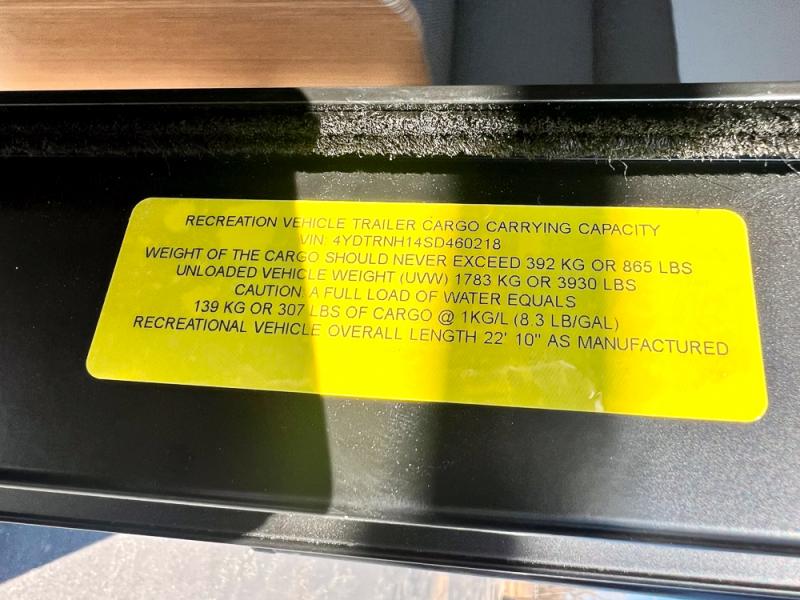 RECREATION VEHICLE TRAILER CARGO CARRYING CAPACITY
VIN: 4YDTRNH14SD460218
WEIGHT OF THE CARGO SHOULD NEVER EXCEED 392 KG OR 865 LBS
UNLOADED VEHICLE WEIGHT (UVW) 1783 KG OR 3930 LBS
CAUTION: A FULL LOAD OF WATER EQUALS
139 KG OR 307 LBS OF CARGO @ 1KG/L (8.3 LB/GAL)
RECREATIONAL VEHICLE OVERALL LENGTH 22' 10" AS MANUFACTURED